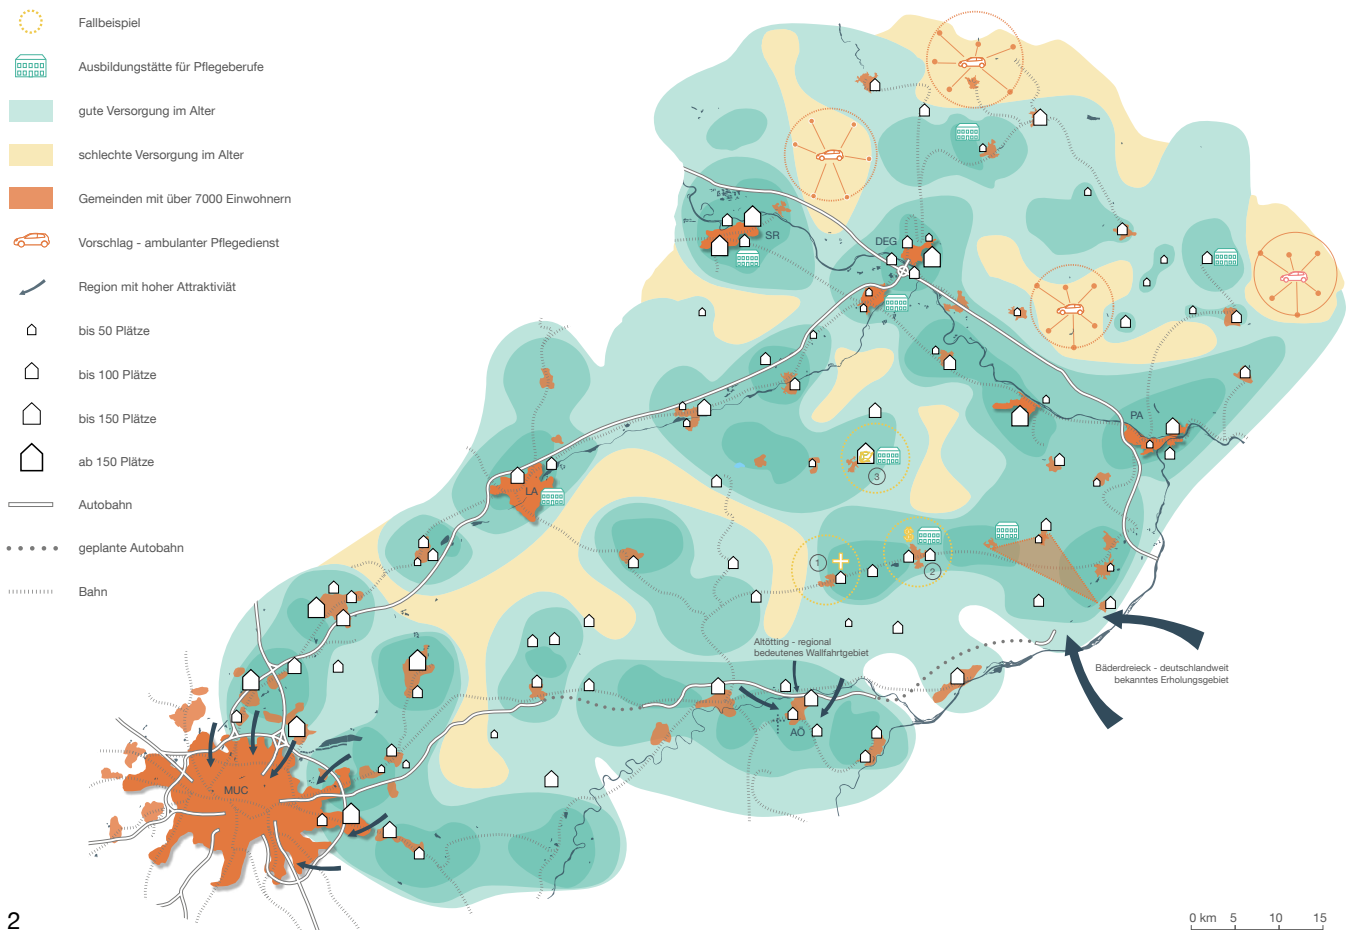 Fallbeispiel
Ausbildungstätte für Pflegeberufe
gute Versorgung im Alter
schlechte Versorgung im Alter
Gemeinden mit über 7000 Einwohnern
Vorschlag - ambulanter Pflegedienst
Region mit hoher Attraktiviät
bis 50 Plätze
bis 100 Plätze
bis 150 Plätze
ab 150 Plätze
Autobahn
geplante Autobahn
Bahn
SR
DEG
PA
LA
3
1
2
Altötting - regional
bedeutenes Wallfahrtgebiet
Bäderdreieck - deutschlandweit
bekanntes Erholungsgebiet
AÖ
MUC
2
0 km 5 10 15